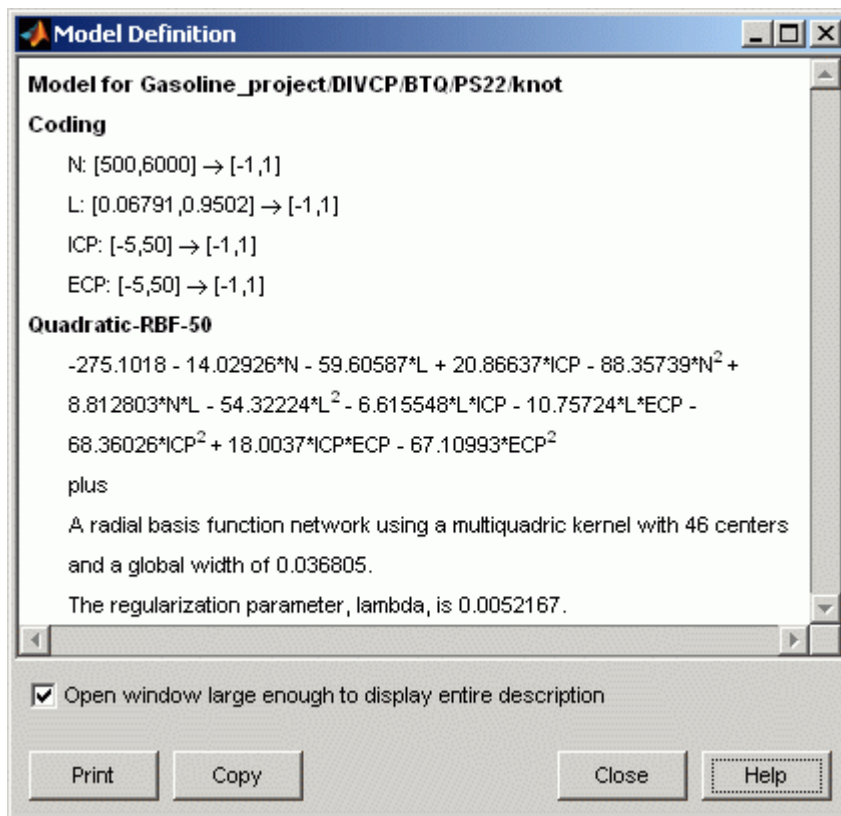 Model Definition
Model for Gasoline_project/DIVCP/BTQ/PS22/knot
Coding
N: [500,6000] → [-1,1]
L: [0.06791,0.9502] → [-1,1]
ICP: [-5,50] → [-1,1]
ECP: [-5,50] → [-1,1]
Quadratic-RBF-50
-275.1018 - 14.02926*N - 59.60587*L + 20.86637*ICP - 88.35739*N² +
8.812803*N*L - 54.32224*L² - 6.615548*L*ICP - 10.75724*L*ECP -
68.36026*ICP² + 18.0037*ICP*ECP - 67.10993*ECP²
plus
A radial basis function network using a multiquadric kernel with 46 centers
and a global width of 0.036805.
The regularization parameter, lambda, is 0.0052167.
Open window large enough to display entire description
Print Copy Close Help